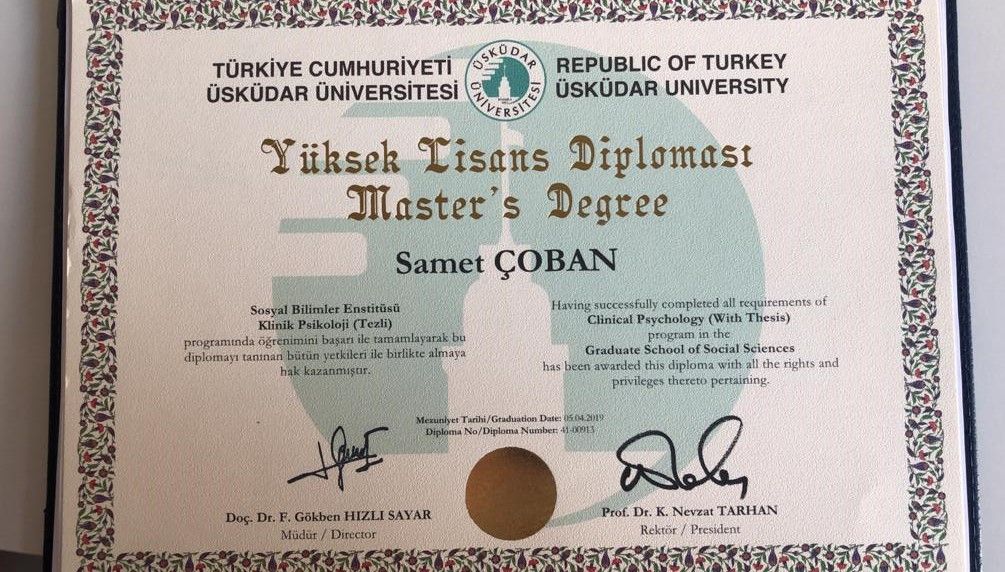 TÜRKİYE CUMHURİYETİ
ÜSKÜDAR ÜNİVERSİTESİ
ÜSKÜDAR ÜNİVERSİTESİ
REPUBLIC OF TURKEY
ÜSKÜDAR UNIVERSITY
Yüksek Lisans Diploması
Master's Degree
Samet ÇOBAN
Sosyal Bilimler Enstitüsü
Klinik Psikoloji (Tezli)
programında öğrenimini başarı ile tamamlayarak bu
diplomayı tanınan bütün yetkileri ile birlikte almaya
hak kazanmıştır.
Having successfully completed all requirements of
Clinical Psychology (With Thesis)
program in the
Graduate School of Social Sciences
has been awarded this diploma with all the rights and
privileges thereto pertaining.
Mezuniyet Tarihi/Graduation Date: 05.04.2019
Diploma No/Diploma Number: 41-00913
Doç. Dr. F. Gökben HIZLI SAYAR
Müdür / Director
Prof. Dr. K. Nevzat TARHAN
Rektör / President